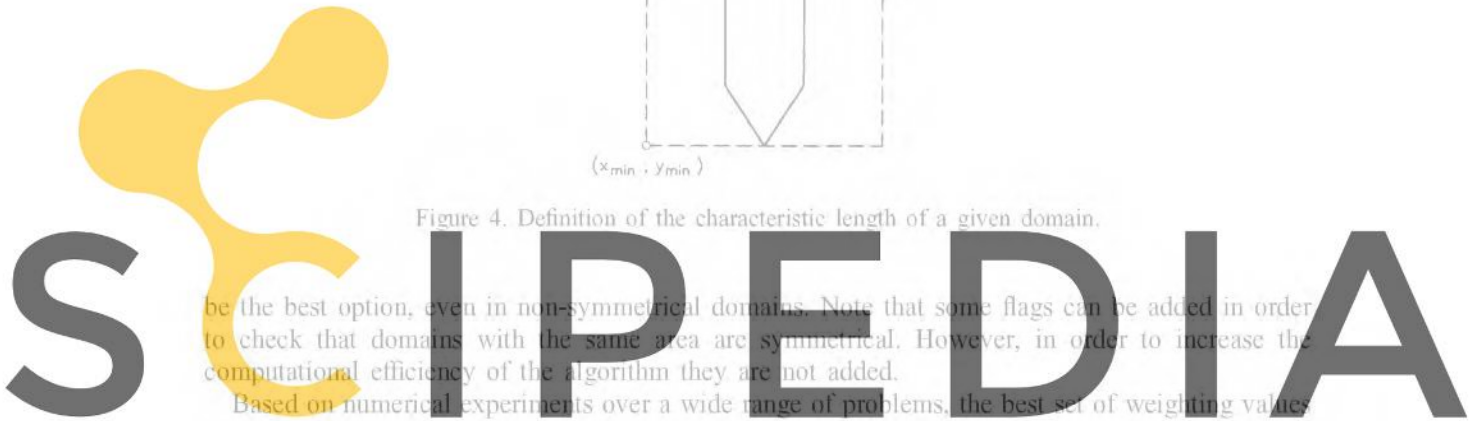 (xmin , ymin )
Figure 4. Definition of the characteristic length of a given domain.
SCIPEDIA
be the best option, even in non-symmetrical domains. Note that some flags can be added in order
to check that domains with the same area are symmetrical. However, in order to increase the
computational efficiency of the algorithm they are not added.
Based on numerical experiments over a wide range of problems, the best set of weighting values